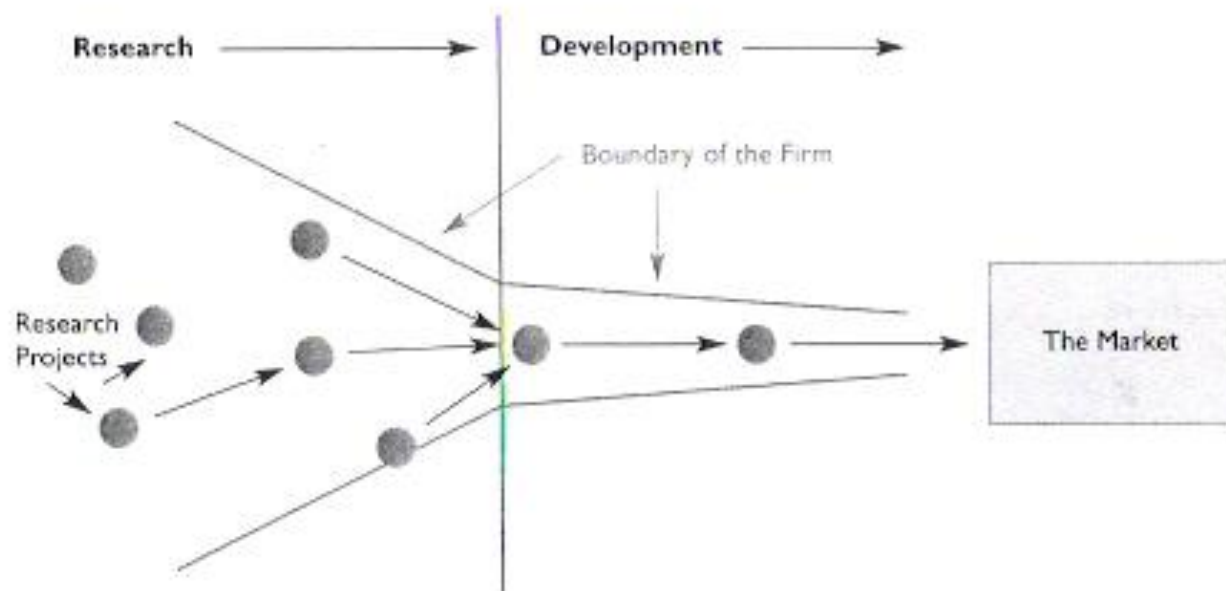 Research
Development
Boundary of the Firm
Research
Projects
The Market